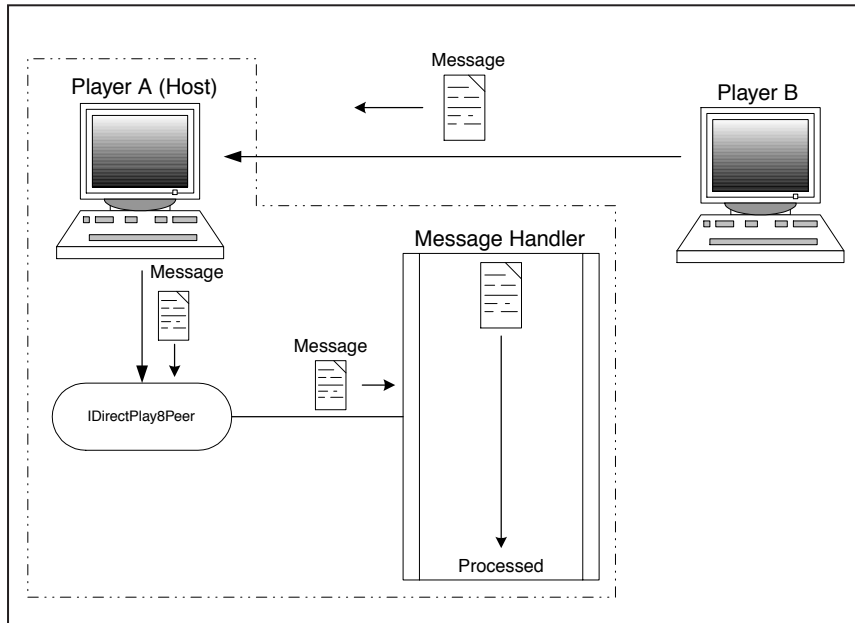 Message
Player A (Host)
Player B
Message Handler
Message
Message
IDirectPlay8Peer
Processed